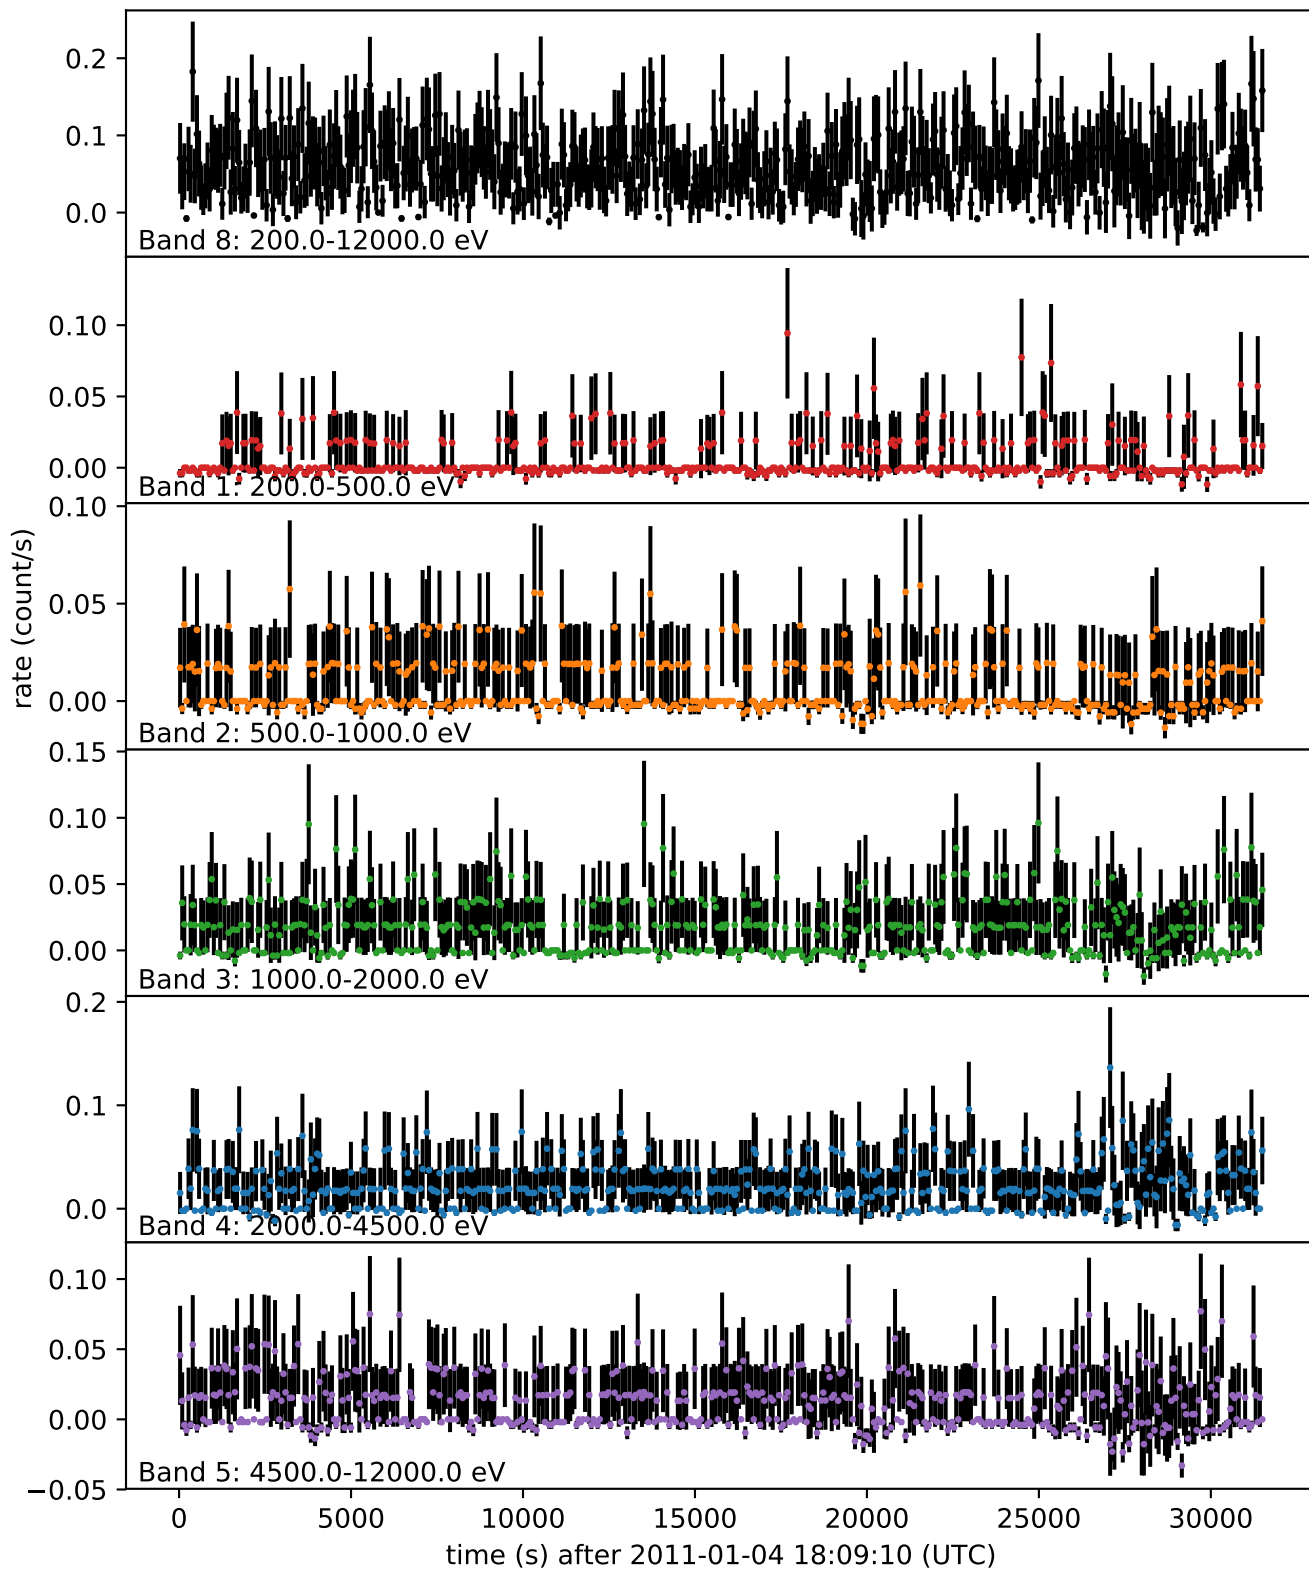 0.2
0.1
0.0
Band 8: 200.0-12000.0 eV
0.10
0.05
0.00
Band 1: 200.0-500.0 eV
0.10
0.05
0.00
Band 2: 500.0-1000.0 eV
rate (count/s)
0.15
0.10
0.05
0.00
Band 3: 1000.0-2000.0 eV
0.2
0.1
0.0
Band 4: 2000.0-4500.0 eV
0.10
0.05
0.00
−0.05
Band 5: 4500.0-12000.0 eV
0 5000 10000 15000 20000 25000 30000
time (s) after 2011-01-04 18:09:10 (UTC)